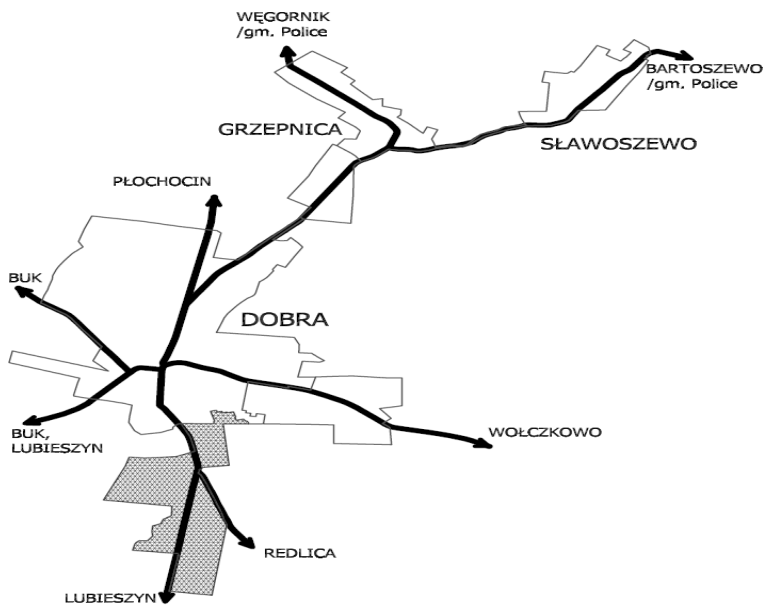 WĘGORNIK
/gm. Police
BARTOSZEWO
/gm. Police
GRZEPNICA
SŁAWOSZEWO
PŁOCHOCIN
BUK
DOBRA
BUK,
LUBIESZYN
WOŁCZKOWO
REDLICA
LUBIESZYN